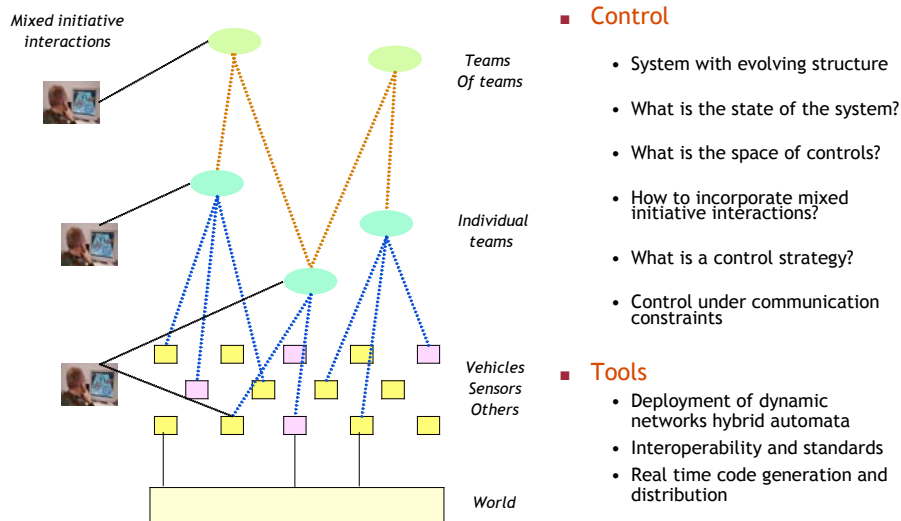 Mixed initiative
interactions
Teams
Of teams
Individual
teams
Vehicles
Sensors
Others
World
Control
• System with evolving structure
• What is the state of the system?
• What is the space of controls?
• How to incorporate mixed
initiative interactions?
• What is a control strategy?
• Control under communication
constraints
Tools
• Deployment of dynamic
networks hybrid automata
• Interoperability and standards
• Real time code generation and
distribution